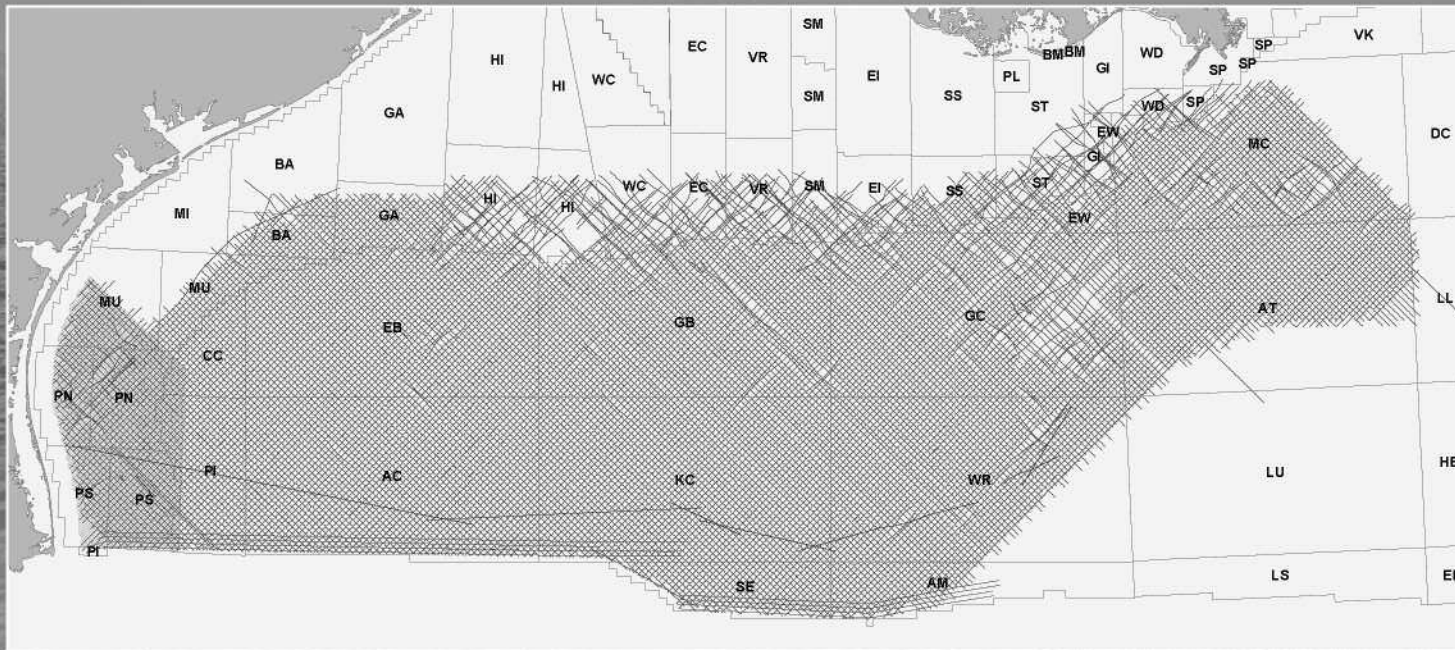 SM
EC
VR
SP
VK
HI
WC
BM
BM
WD
SP
SP
HI
EI
GI
PL
SM
SS
ST
WD
SP
GA
EW
MC
DC
GI
BA
HI
HI
WC
EC
VR
SM
EI
SS
ST
MI
GA
EW
BA
MU
MU
LL
AT
EB
GB
GC
CC
PN
PN
PI
AC
KC
WR
LU
PS
PS
PI
SE
AM
LS